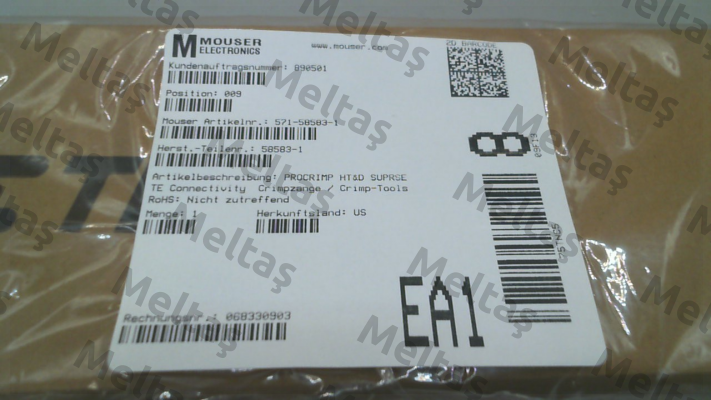 MOUSER
ELECTRONICS
www.mouser.com
2D BARCODE
Kundenauftragsnummer: 890501
Position: 009
Mouser Artikelnr.: 571-58583-1
Herst.-Teilenr.: 58583-1
Artikelbeschreibung: PROCRIMP HT&D SUPRSE
TE Connectivity Crimpzange / Crimp-Tools
RoHS: Nicht zutreffend
Menge: 1 Herkunftsland: US
EA1
Rechnungsnr.: 068330903
Meltaş